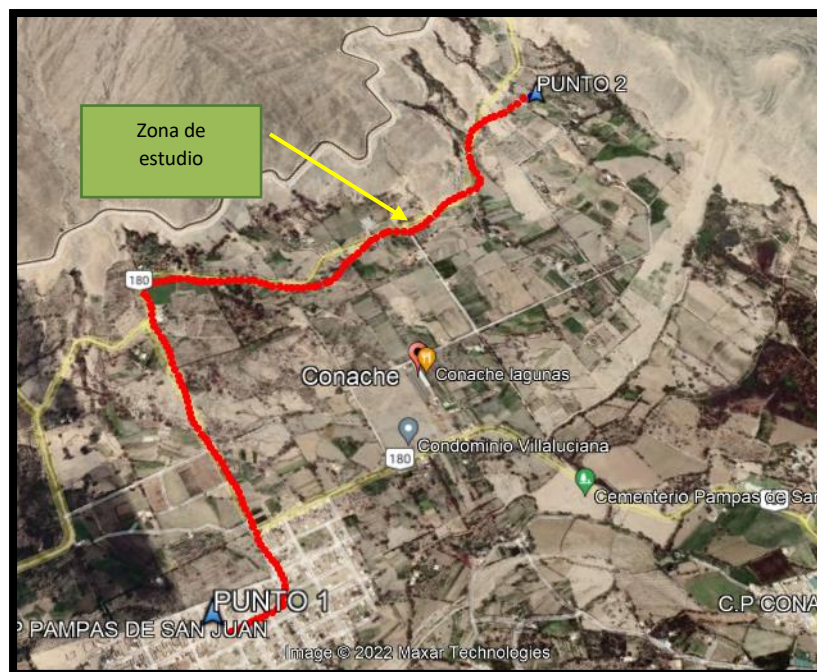 PUNTO 2
Zona de
estudio
180
Conache
Conache lagunas
Condominio Villaluciana
180
Cementerio Pampas de San
PUNTO 1
C.P CONA
P PAMPAS DE SAN JUAN
Image © 2022 Maxar Technologies